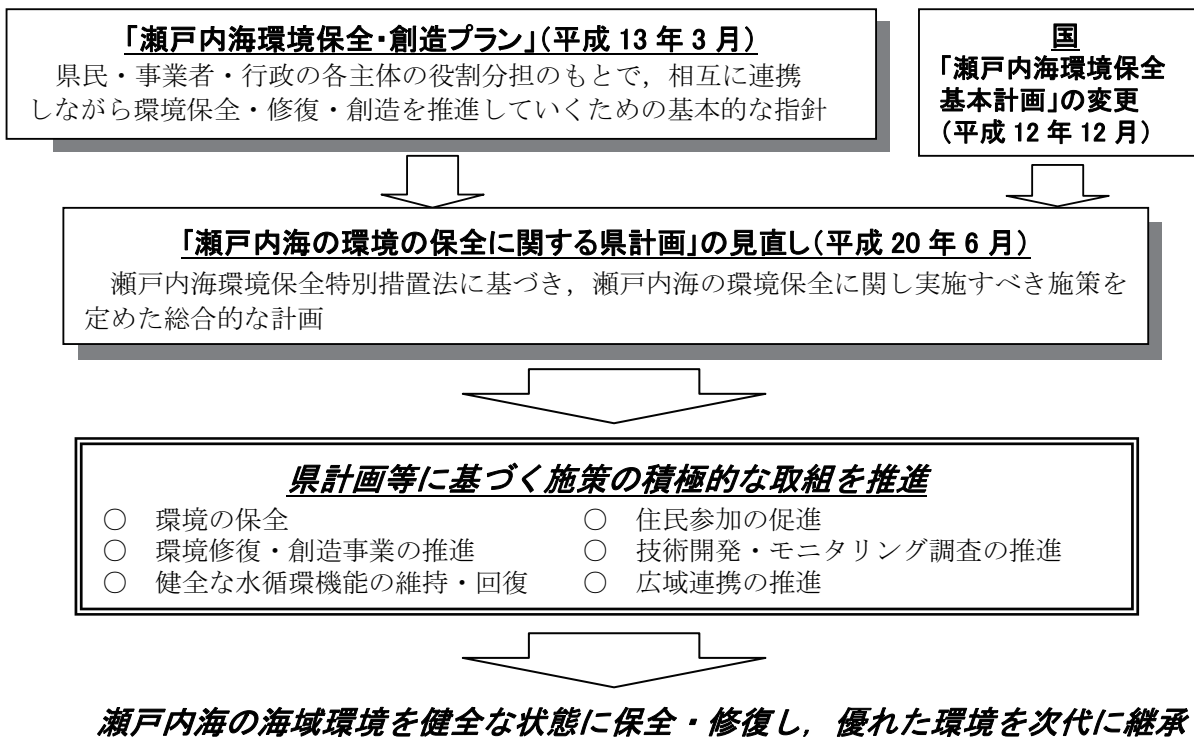 「瀬戸内海環境保全・創造プラン」（平成 13 年 3 月）
県民・事業者・行政の各主体の役割分担のもとで，相互に連携
しながら環境保全・修復・創造を推進していくための基本的な指針
国
「瀬戸内海環境保全
基本計画」の変更
（平成 12 年 12 月）
「瀬戸内海の環境の保全に関する県計画」の見直し（平成 20 年 6 月）
瀬戸内海環境保全特別措置法に基づき，瀬戸内海の環境保全に関し実施すべき施策を
定めた総合的な計画
県計画等に基づく施策の積極的な取組を推進
○ 環境の保全
○ 環境修復・創造事業の推進
○ 健全な水循環機能の維持・回復
○ 住民参加の促進
○ 技術開発・モニタリング調査の推進
○ 広域連携の推進
瀬戸内海の海域環境を健全な状態に保全・修復し，優れた環境を次代に継承